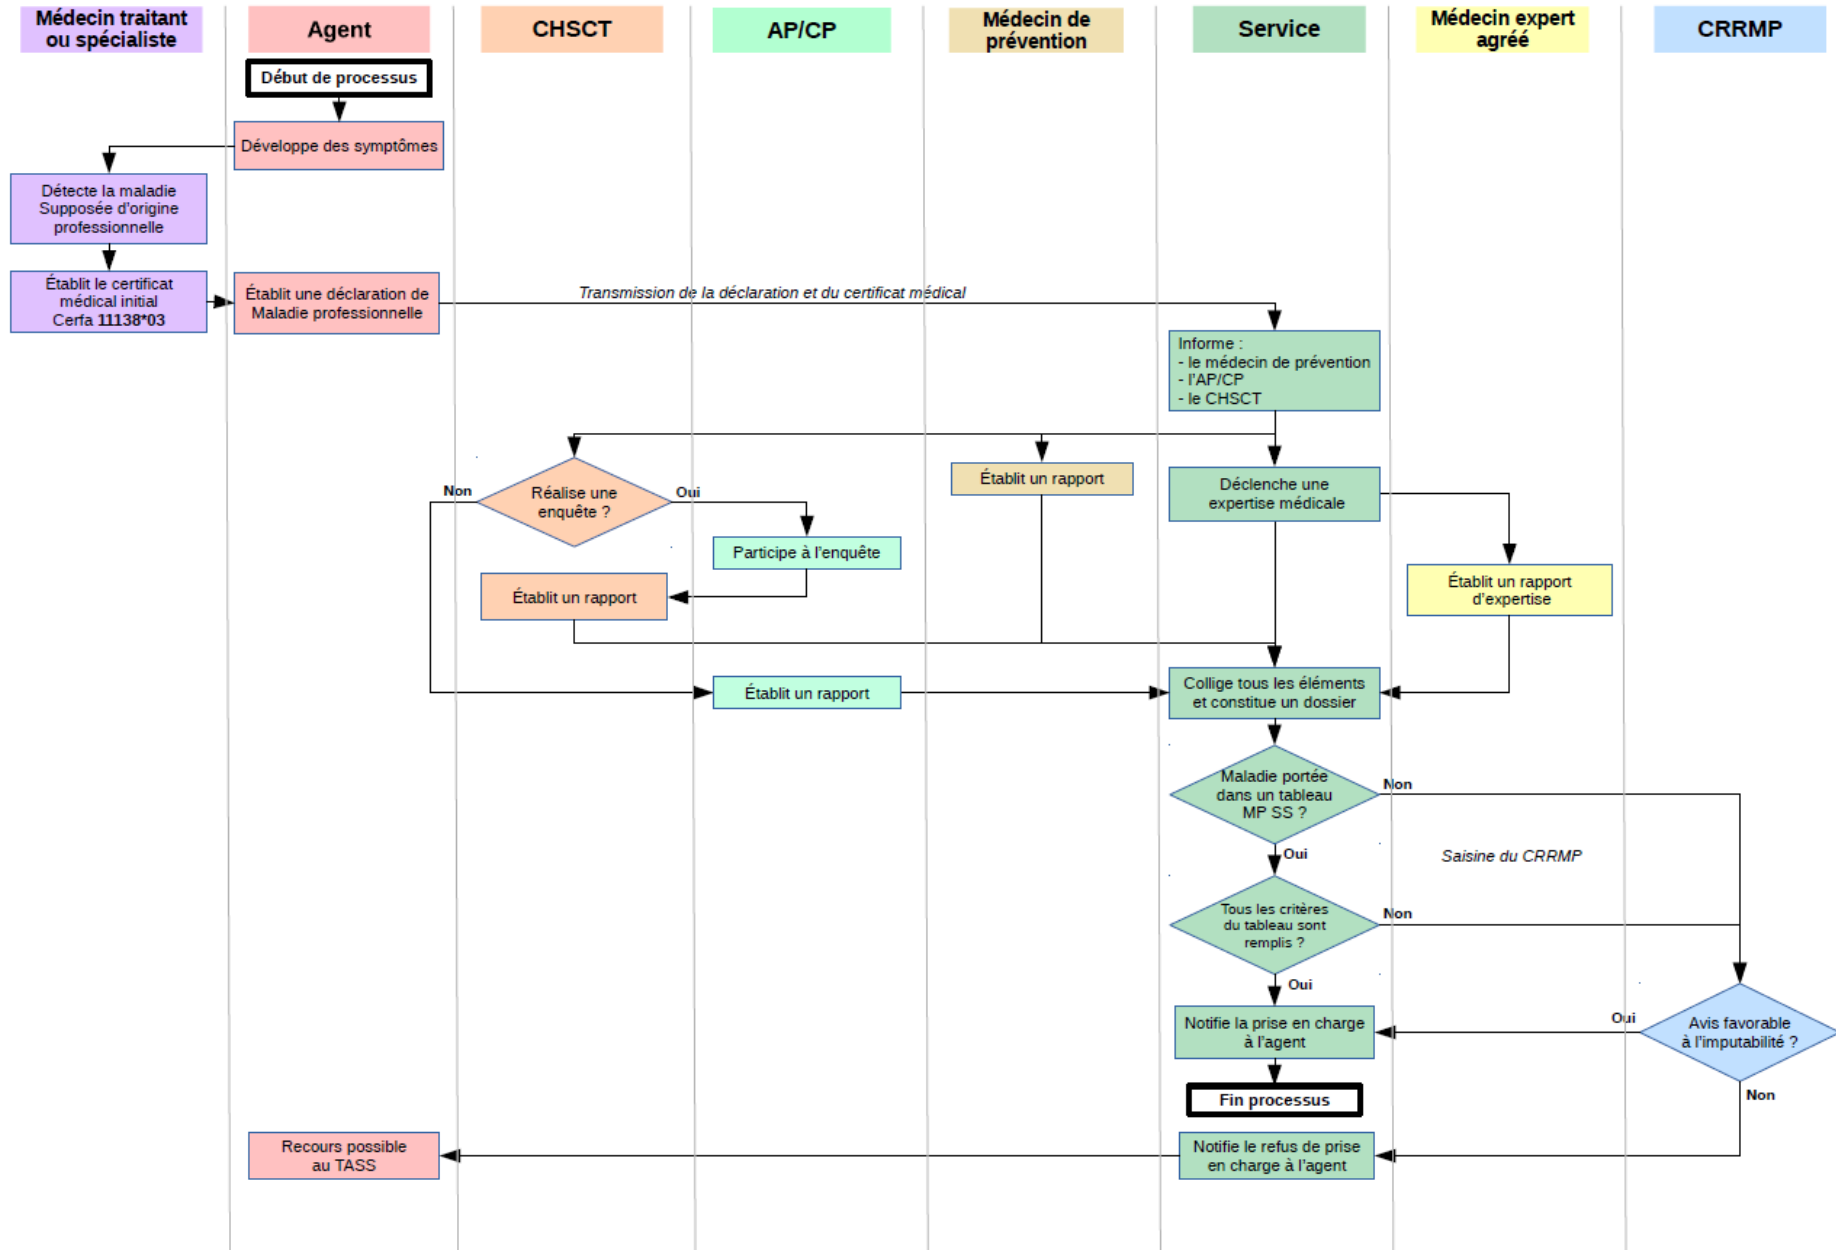 Médecin traitant
ou spécialiste
Agent
CHSCT
AP/CP
Médecin de
prévention
Service
Médecin expert
agréé
CRRMP
Début de processus
Développe des symptômes
Détecte la maladie
Supposée d'origine
professionnelle
Établit le certificat
médical initial
Cerfa 11138*03
Établit une déclaration de
Maladie professionnelle
Transmission de la déclaration et du certificat médical
Informe :
- le médecin de prévention
- l'AP/CP
- le CHSCT
Non
Réalise une
enquête ?
Oui
Établit un rapport
Déclenche une
expertise médicale
Participe à l'enquête
Établit un rapport
Établit un rapport
d'expertise
Établit un rapport
Collige tous les éléments
et constitue un dossier
Maladie portée
dans un tableau
MP SS ?
Non
Oui
Saisine du CRRMP
Tous les critères
du tableau sont
remplis ?
Non
Oui
Notifie la prise en charge
à l'agent
Oui
Avis favorable
à l'imputabilité ?
Non
Fin processus
Notifie le refus de prise
en charge à l'agent
Recours possible
au TASS